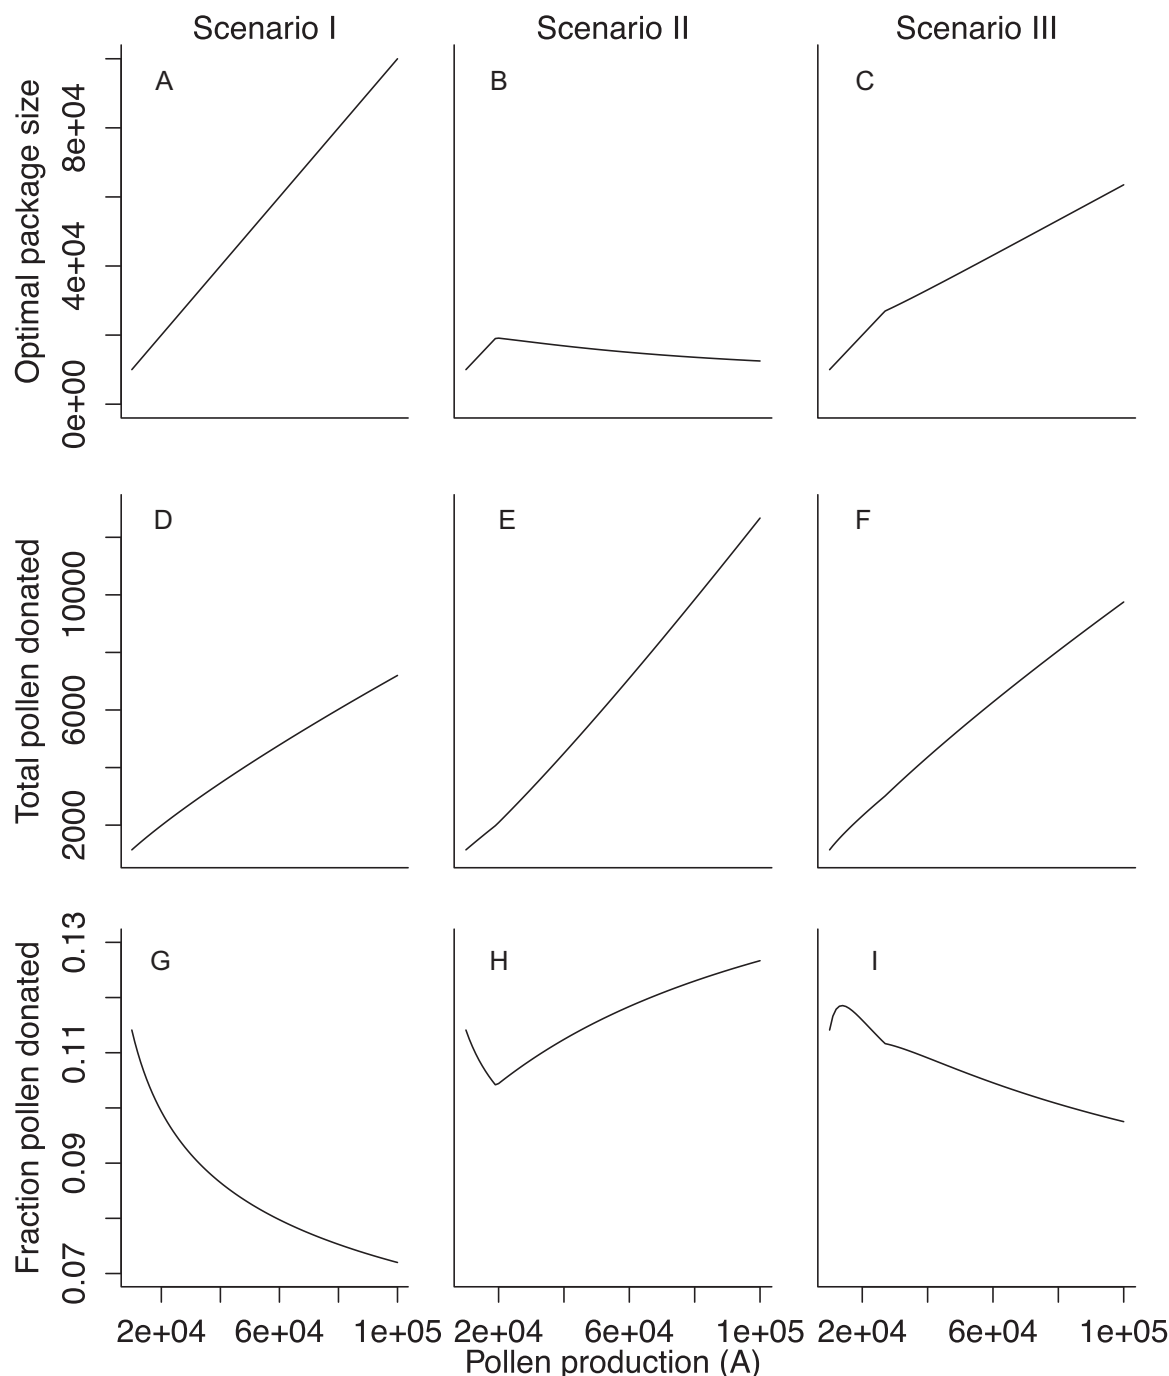 Scenario I Scenario II Scenario III
A B C
Optimal package size
8e+04
4e+04
0e+00
D E F
Total pollen donated
10000
6000
2000
G H I
Fraction pollen donated
0.13
0.11
0.09
0.07
2e+04 6e+04 1e+05 2e+04 6e+04 1e+05 2e+04 6e+04 1e+05
Pollen production (A)